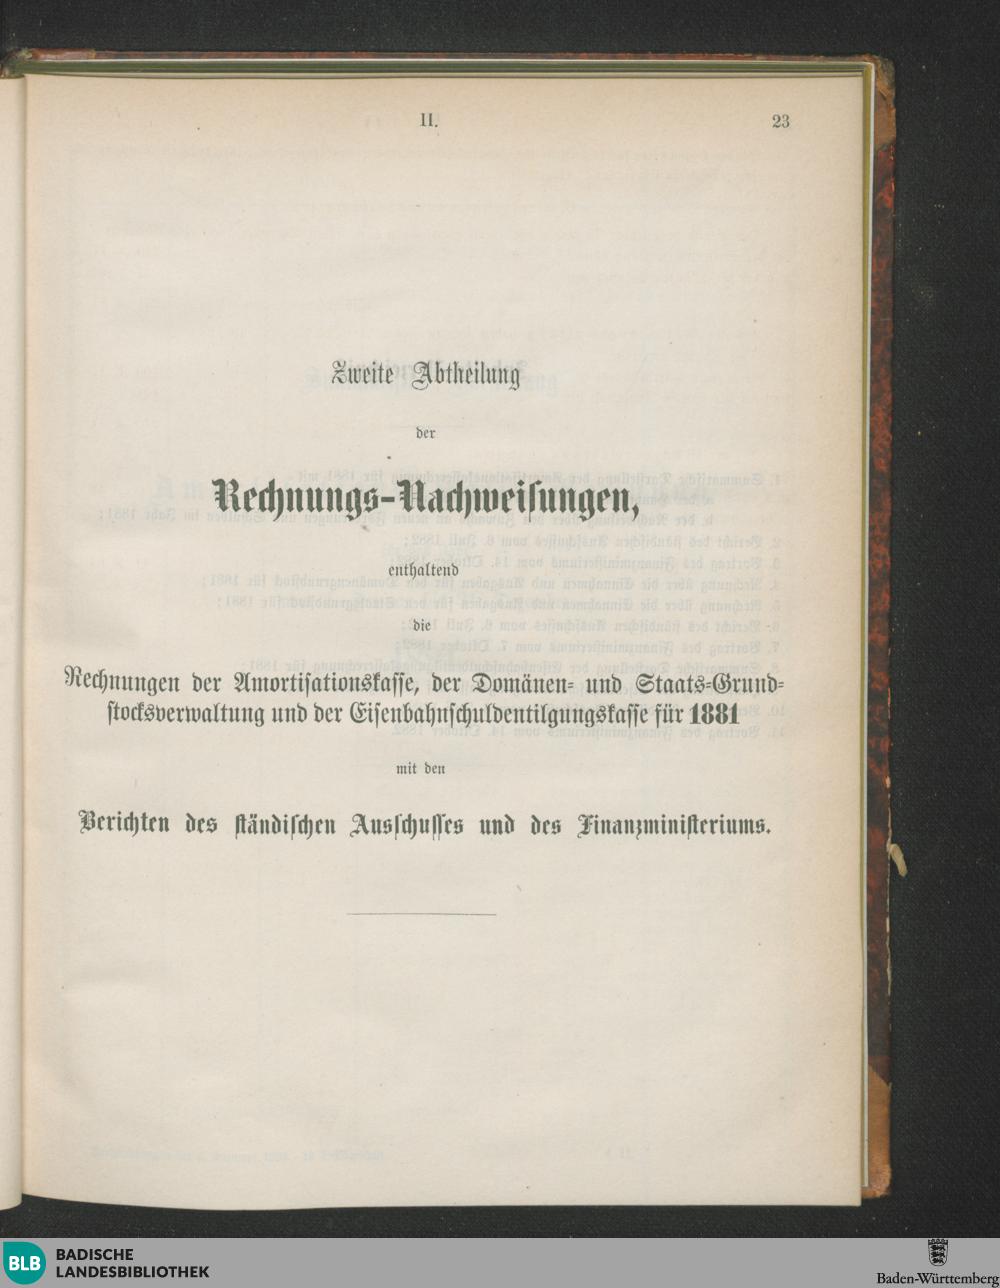 II.
23
Zweite Abtheilung
der
Rechnungs-Nachweisungen,
enthaltend
die
Rechnungen der Amortisationskasse, der Domänen- und Staats-Grund-
stocksverwaltung und der Eisenbahnschuldentilgungskasse für 1881
mit den
Berichten des ständischen Ausschusses und des Finanzministeriums.
BLB
BADISCHE
LANDESBIBLIOTHEK
Baden-Württemberg